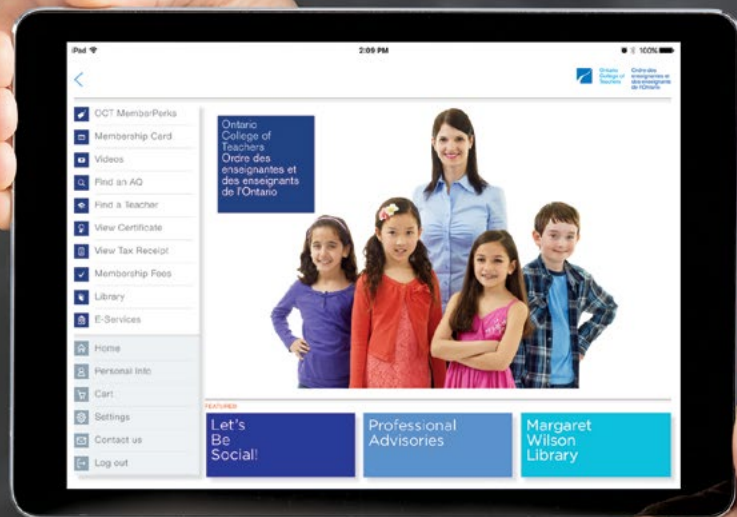 iPad
2:09 PM
100%
Ontario
College of
Teachers
Ordre des
enseignantes et
des enseignants
de l'Ontario
OCT MemberPerks
Membership Card
Videos
Find an AQ
Find a Teacher
View Certificate
View Tax Receipt
Membership Fees
Library
E-Services
Home
Personal Info
Cart
Settings
Contact us
Log out
Ontario
College of
Teachers
Ordre des
enseignantes et
des enseignants
de l'Ontario
FEATURED
Let's
Be
Social!
Professional
Advisories
Margaret
Wilson
Library